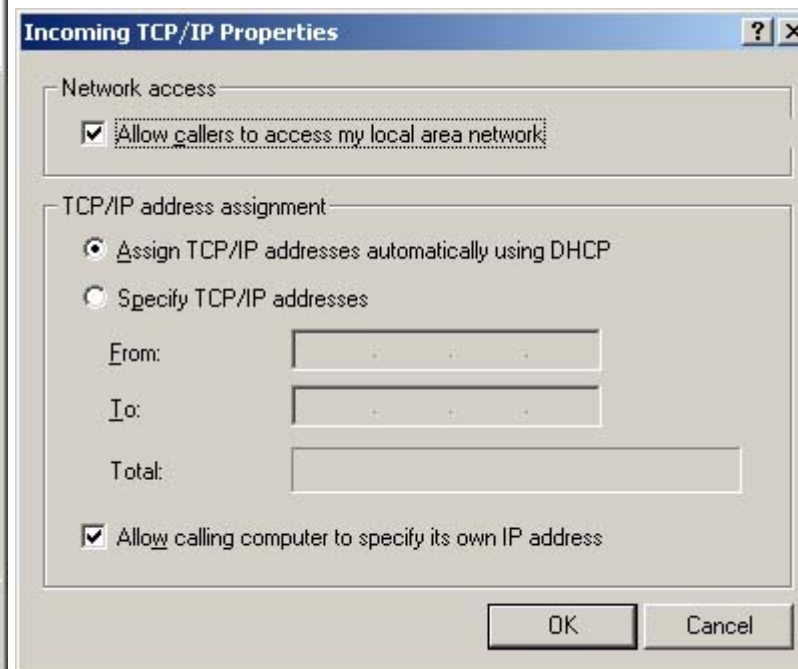 Incoming TCP/IP Properties
Network access
Allow callers to access my local area network
TCP/IP address assignment
Assign TCP/IP addresses automatically using DHCP
Specify TCP/IP addresses
From:
To:
Total:
Allow calling computer to specify its own IP address
OK
Cancel